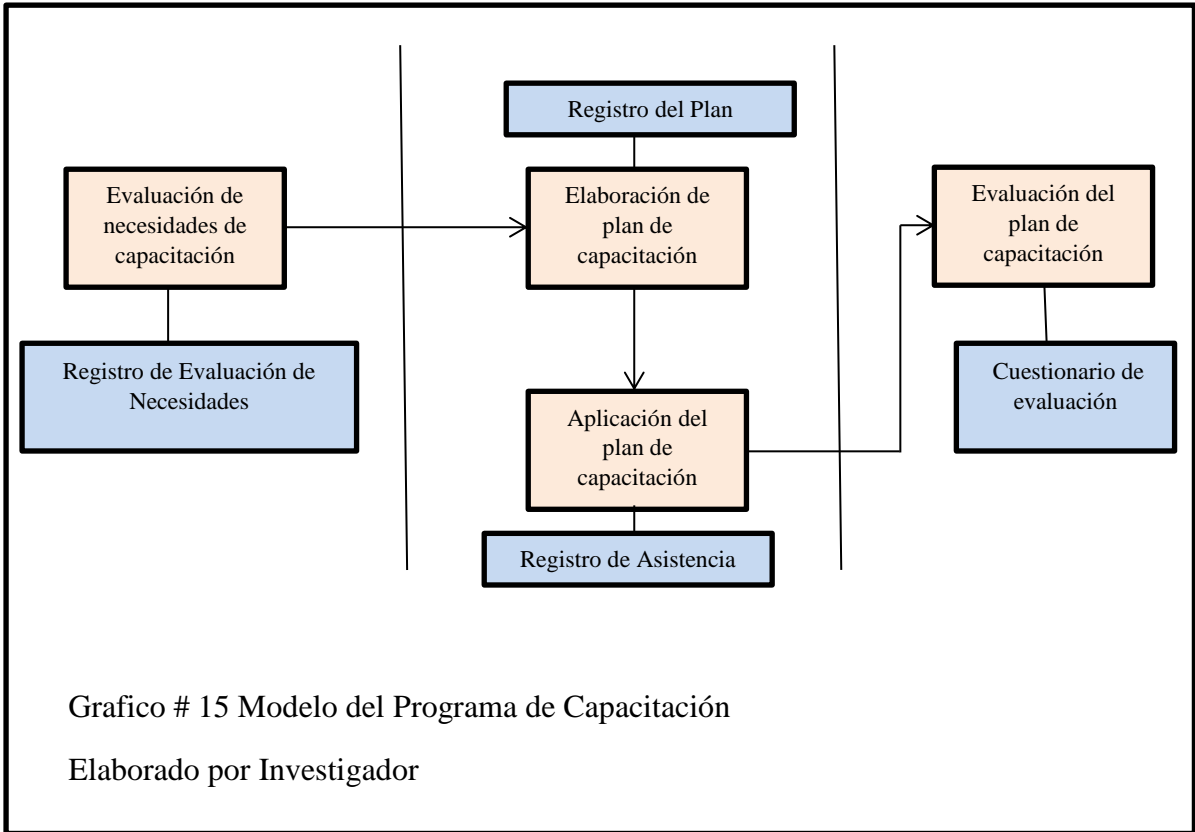 Evaluación de
necesidades de
capacitación
Registro de Evaluación de
Necesidades
Registro del Plan
Elaboración de
plan de
capacitación
Aplicación del
plan de
capacitación
Registro de Asistencia
Evaluación del
plan de
capacitación
Cuestionario de
evaluación
Grafico # 15 Modelo del Programa de Capacitación
Elaborado por Investigador